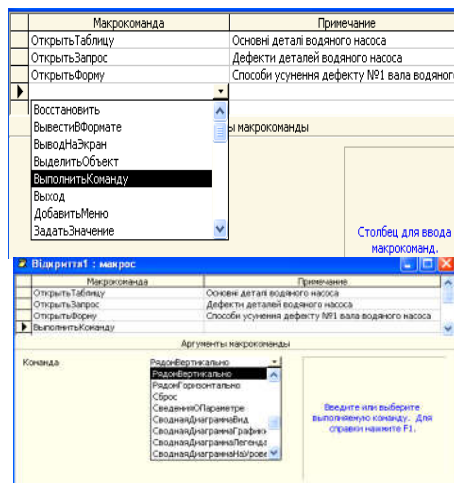 Макрокоманда Примечание
ОткрытьТаблицу Основні деталі водяного насоса
ОткрытьЗапрос Дефекти деталей водяного насоса
ОткрытьФорму Способи усунення дефекту №1 вала водяног
Восстановить
ВывестиВФормате
ВыводНаЭкран
ВыделитьОбъект
ВыполнитьКоманду
Выход
ДобавитьМеню
ЗадатьЗначение
ы макрокоманды
Столбец для ввода
макрокоманд.
Відкриття1 : макрос
Макрокоманда Примечание
ОткрытьТаблицу Основні деталі водяного насоса
ОткрытьЗапрос Дефекти деталей водяного насоса
ОткрытьФорму Способи усунення дефекту №1 вала водяного насоса
ВыполнитьКоманду
Аргументы макрокоманды
Команда РядомВертикально
РядомВертикально
РядомГоризонтально
Сброс
СведенияОПараметре
СводнаяДиаграммаВид
СводнаяДиаграммаГрафико
СводнаяДиаграммаЛегенда
СводнаяДиаграммаНаУрове
Введите или выберите
выполняемую команду. Для
справки нажмите F1.